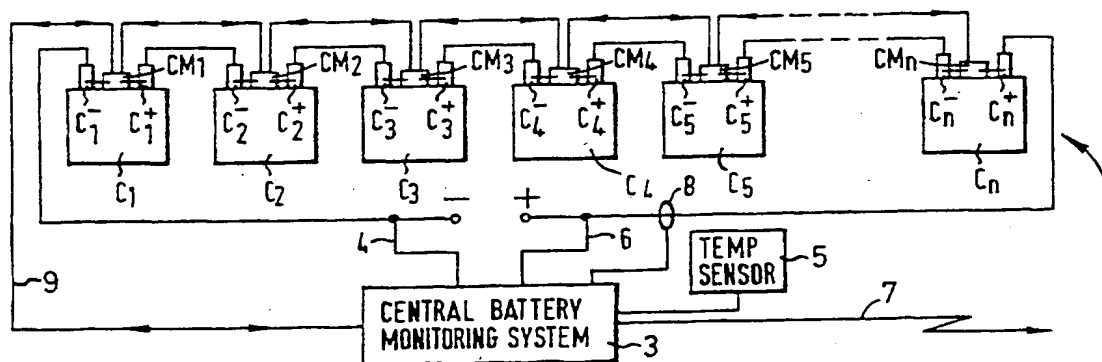 CM1 CM2 CM3 CM4 CM5 CMn
C1− C1+ C2− C2+ C3− C3+ C4− C4+ C5− C5+ Cn− Cn+
C1 C2 C3 C4 C5 Cn
− + 8
4 6
TEMP
SENSOR
5
9
7
CENTRAL BATTERY
MONITORING SYSTEM
3